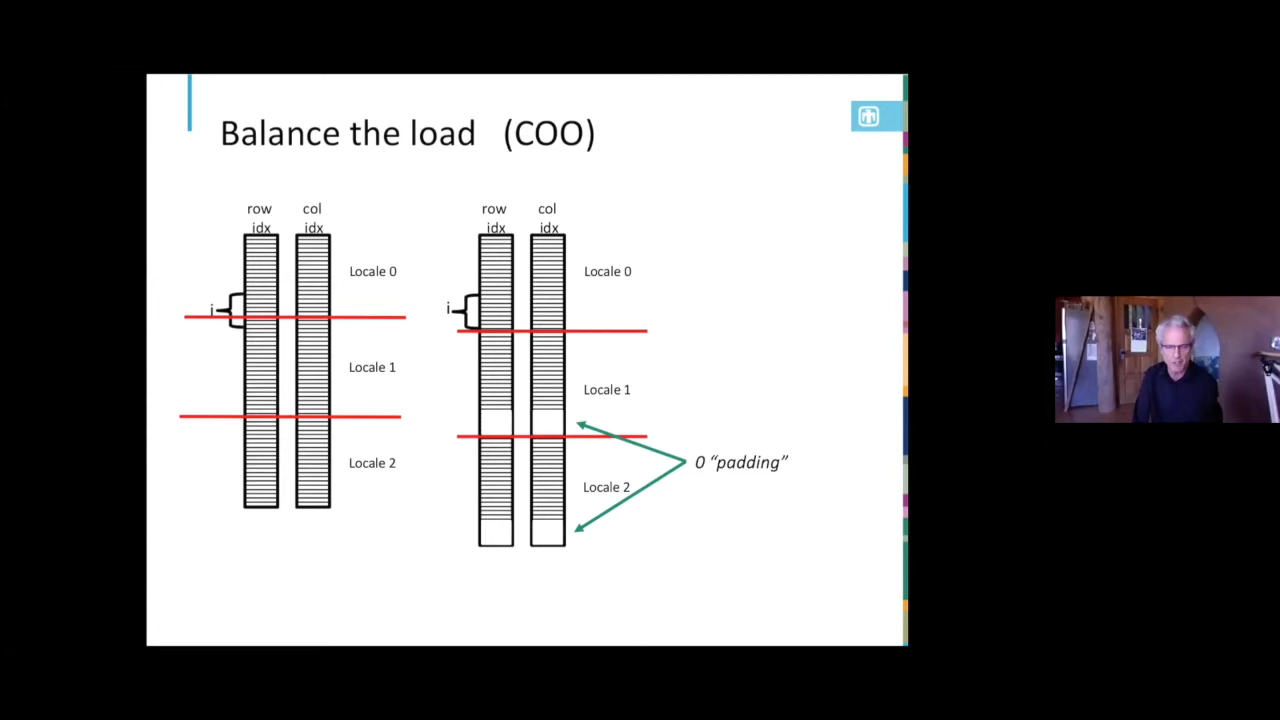 Balance the load (COO)
row col
idx idx
Locale 0
i
Locale 1
Locale 2
row col
idx idx
Locale 0
i
Locale 1
Locale 2
0 “padding”